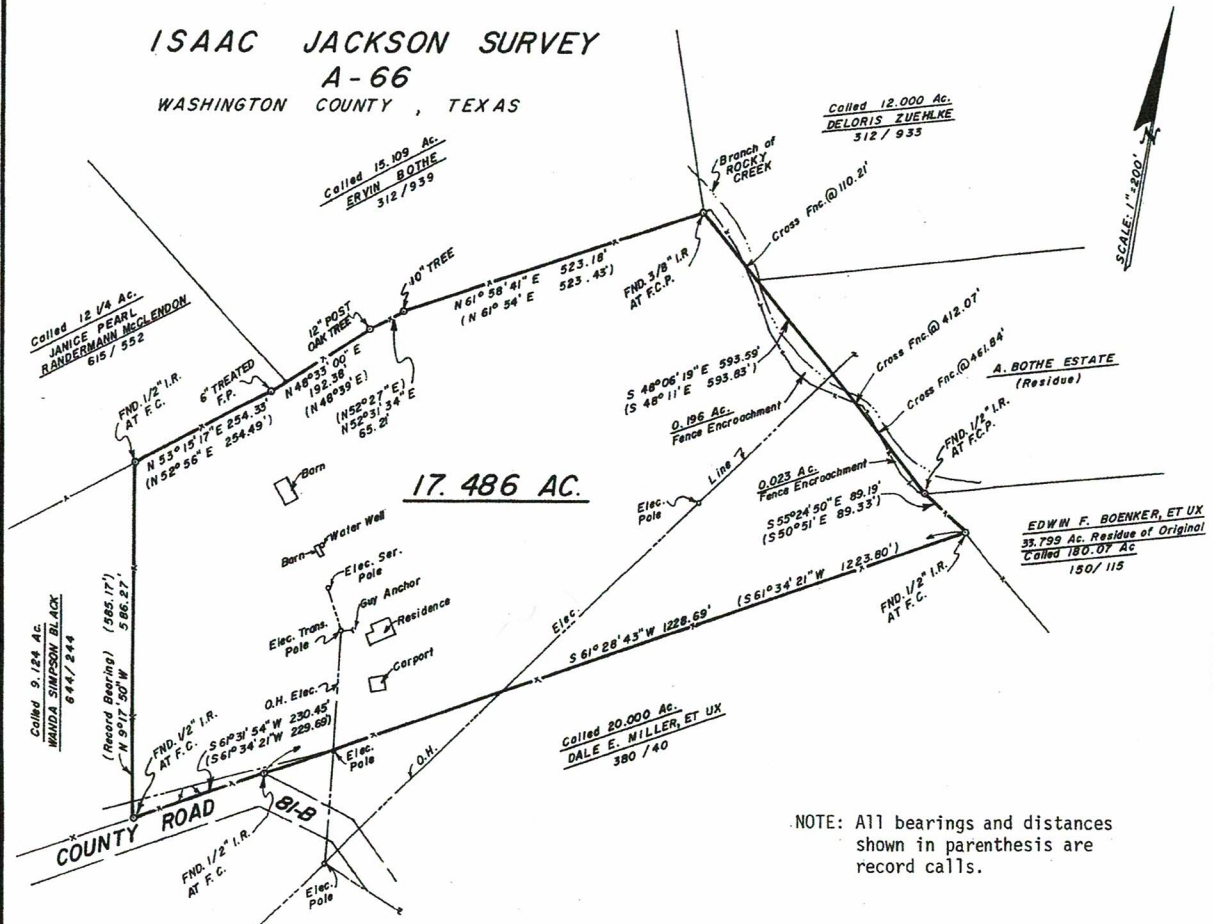 ISAAC JACKSON SURVEY
A-66
WASHINGTON COUNTY, TEXAS
Called 12.000 Ac.
DELORIS ZUEHLKE
312/933
Called 15.109 Ac.
ERVIN BOTHE
312/939
Branch of
ROCKY
CREEK
Cross Fnc.@110.21'
N
SCALE: 1"=200'
Called 12 1/4 Ac.
JANICE PEARL
RANDERMANN McCLENDON
615/552
FND. 1/2" I.R.
AT F.C.
6" TREATED
F.P.
12" POST
OAK TREE
10" TREE
N 61° 58' 41" E 523.18'
(N 61° 54' E 523.43')
FND. 3/8" I.R.
AT F.C.P.
N 53° 15' 17" E 254.33'
(N 52° 56" E 254.49')
N 48° 33' 00" E
192.38'
(N 48°39' E)
(N 52° 27" E)
N 52° 31' 34" E
65.21'
S 48° 06' 19" E 593.59'
(S 48° 11' E 593.83')
Cross Fnc.@ 412.07'
Cross Fnc.@ 461.84'
A. BOTHE ESTATE
(Residue)
0.196 Ac.
Fence Encroachment
FND. 1/2" I.R.
AT F.C.P.
0.023 Ac.
Fence Encroachment
S 55° 24' 50" E 89.19'
(S 50° 51' E 89.33')
EDWIN F. BOENKER, ET UX
33.799 Ac. Residue of Original
Called 180.07 Ac
150/115
Barn
17.486 AC.
Elec.
Pole
Line
Water Well
Barn
Elec. Ser.
Pole
Guy Anchor
Elec. Trans.
Pole
Residence
Elec.
Carport
O.H. Elec.
S 61° 28' 43" W 1228.69' (S 61° 34' 21" W 1223.80')
FND. 1/2" I.R.
AT F.C.
Called 9.124 Ac.
WANDA SIMPSON BLACK
644/244
(Record Bearing) (585.17')
N 9° 17' 50" W 586.27'
FND. 1/2" I.R.
AT F.C.
S 61° 31' 54" W 230.45'
(S 61° 34' 21" W 229.69')
Elec.
Pole
O.H.
Called 20.000 Ac.
DALE E. MILLER, ET UX
380/40
COUNTY ROAD 81-B
FND. 1/2" I.R.
AT F.C.
Elec.
Pole
NOTE: All bearings and distances
shown in parenthesis are
record calls.